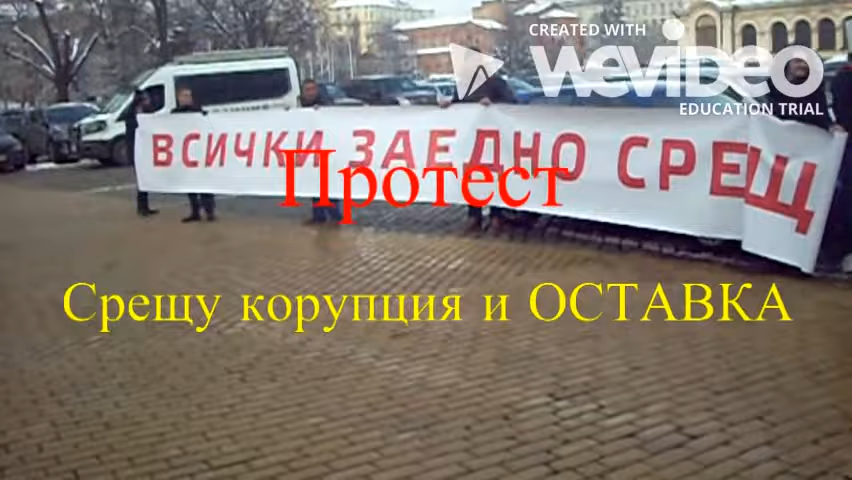 CREATED WITH
WEVIDEO
EDUCATION TRIAL
ВСИЧКИ ЗАЕДНО СРЕЩ
Протест
Срещу корупция и ОСТАВКА